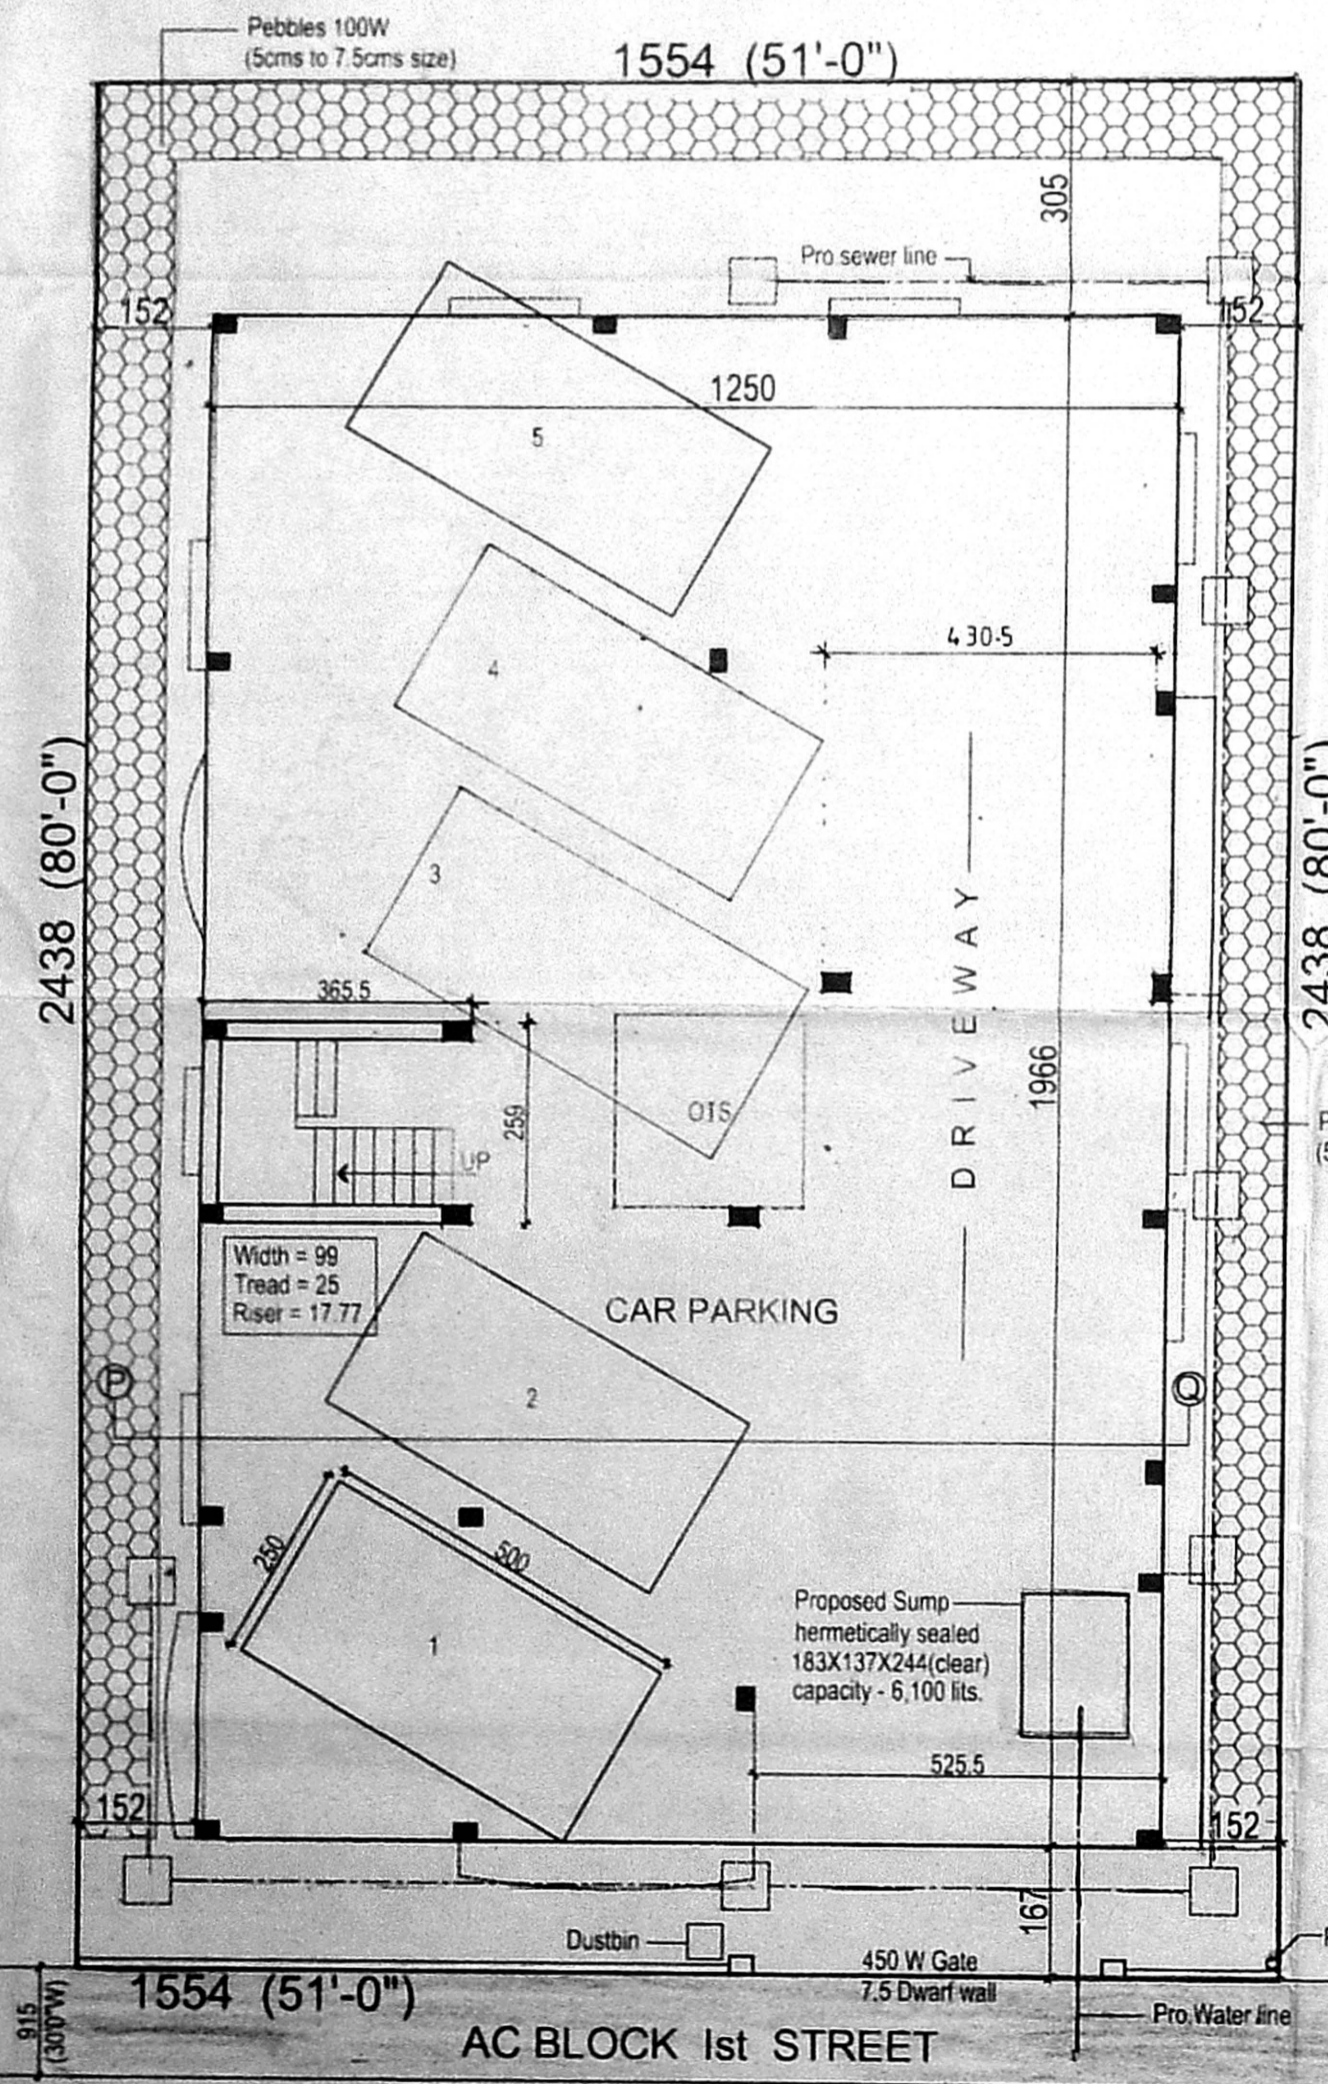 Pebbles 100W
(5cms to 7.5cms size)
1554 (51'-0")
305
Pro sewer line
152
152
1250
5
4
430.5
2438 (80'-0")
2438 (80'-0")
3
365.5
DRIVEWAY
1966
259
OTS
UP
Width = 99
Tread = 25
Riser = 17.77
CAR PARKING
P
2
Q
250
500
1
Proposed Sump
hermetically sealed
183X137X244(clear)
capacity - 6,100 lits.
525.5
152
152
167
Dustbin
450 W Gate
7.5 Dwarf wall
1554 (51'-0")
915
(30'0"W)
Pro.Water line
AC BLOCK Ist STREET